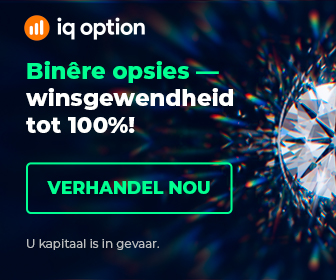 iq option
Binêre opsies —
winsgewendheid
tot 100%!
VERHANDEL NOU
U kapitaal is in gevaar.